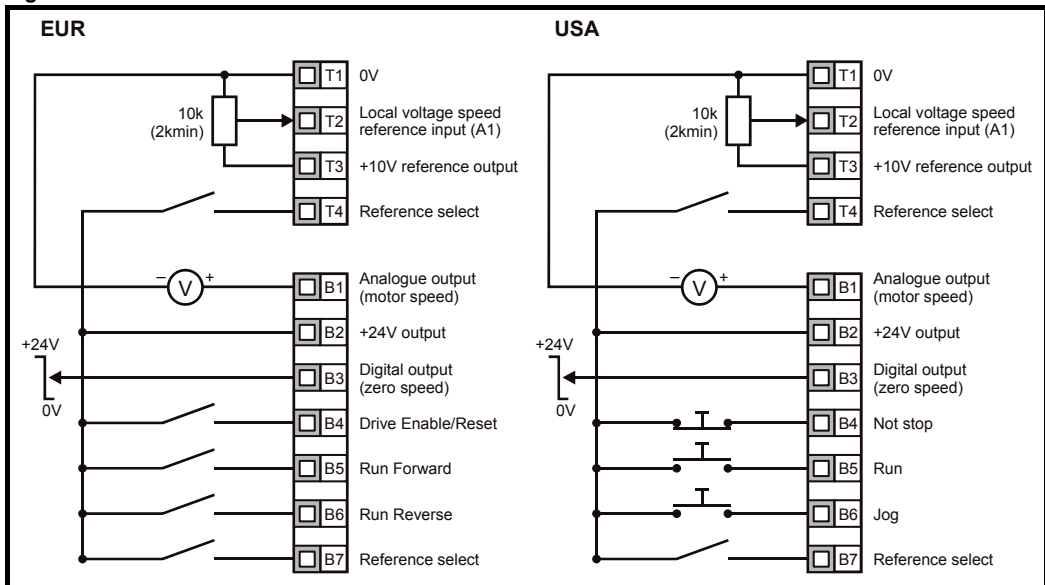 EUR
10k
(2kmin)
T1 0V
T2 Local voltage speed
reference input (A1)
T3 +10V reference output
T4 Reference select
– V +
B1 Analogue output
(motor speed)
B2 +24V output
+24V
0V
B3 Digital output
(zero speed)
B4 Drive Enable/Reset
B5 Run Forward
B6 Run Reverse
B7 Reference select
USA
10k
(2kmin)
T1 0V
T2 Local voltage speed
reference input (A1)
T3 +10V reference output
T4 Reference select
– V +
B1 Analogue output
(motor speed)
B2 +24V output
+24V
0V
B3 Digital output
(zero speed)
B4 Not stop
B5 Run
B6 Jog
B7 Reference select